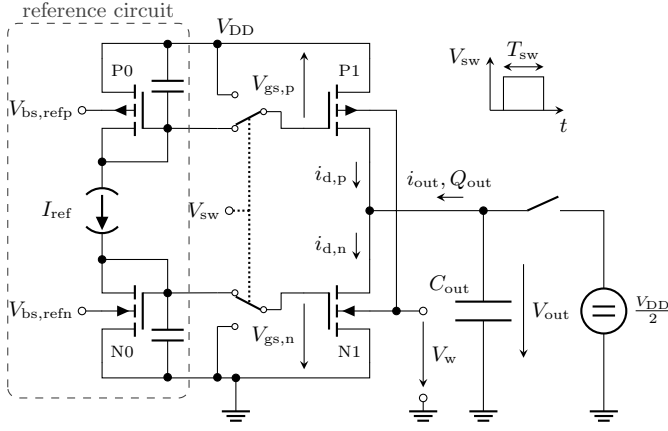 reference circuit
V_DD
V_sw
T_sw
t
P0
V_gs,p
P1
V_bs,refp
i_d,p
i_out, Q_out
I_ref
V_sw
i_d,n
C_out
V_out
V_DD/2
V_bs,refn
N0
V_gs,n
N1
V_w